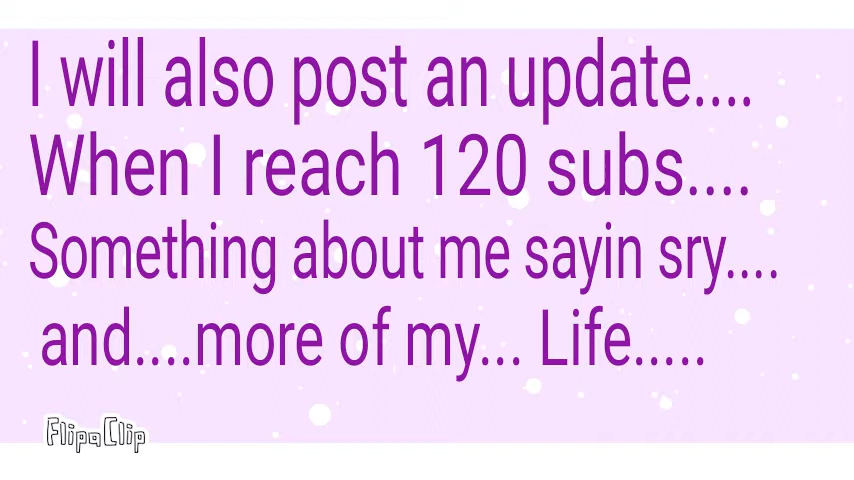 I will also post an update....
When I reach 120 subs....
Something about me sayin sry....
and....more of my... Life.....
FlipaClip